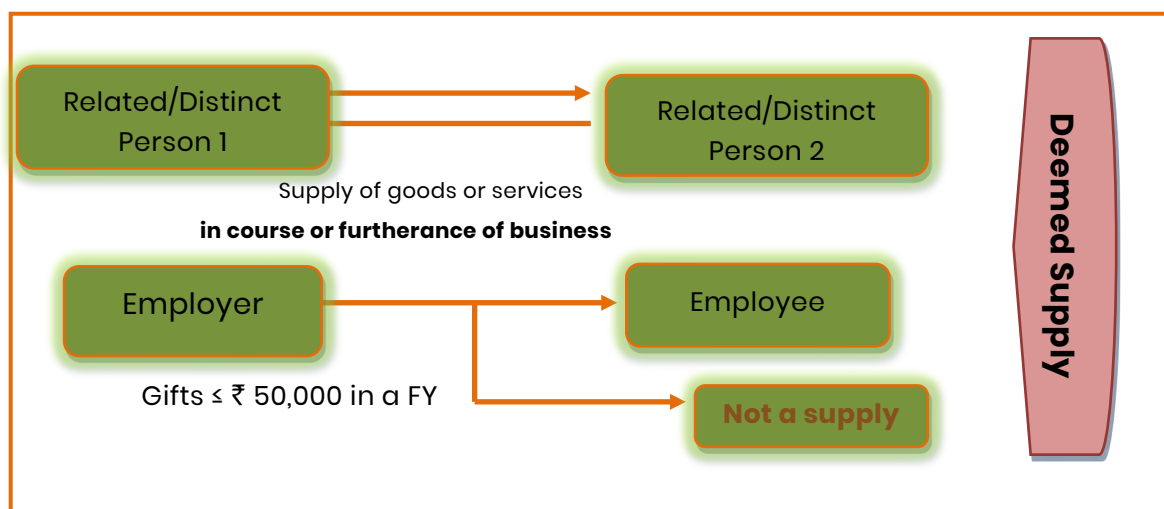 Related/Distinct
Person 1
Related/Distinct
Person 2
Supply of goods or services
in course or furtherance of business
Employer
Employee
Gifts ≤ ₹ 50,000 in a FY
Not a supply
Deemed Supply